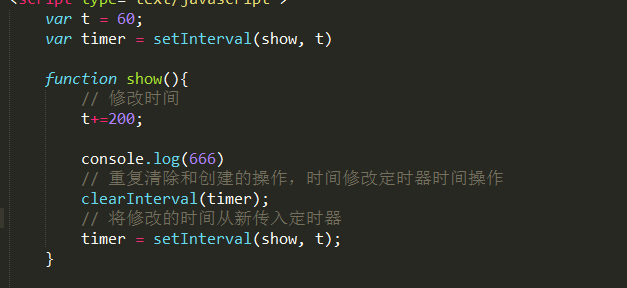 <script type="text/javascript">
var t = 60;
var timer = setInterval(show, t)
function show(){
// 修改时间
t+=200;
console.log(666)
// 重复清除和创建的操作，时间修改定时器时间操作
clearInterval(timer);
// 将修改的时间从新传入定时器
timer = setInterval(show, t);
}